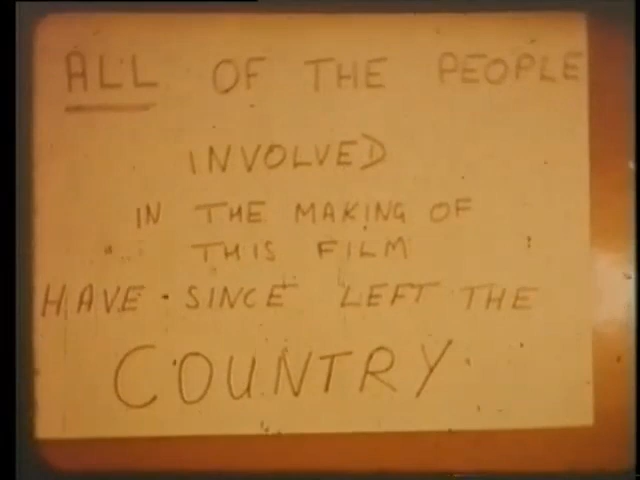 ALL OF THE PEOPLE
INVOLVED
IN THE MAKING OF
THIS FILM
HAVE SINCE LEFT THE
COUNTRY